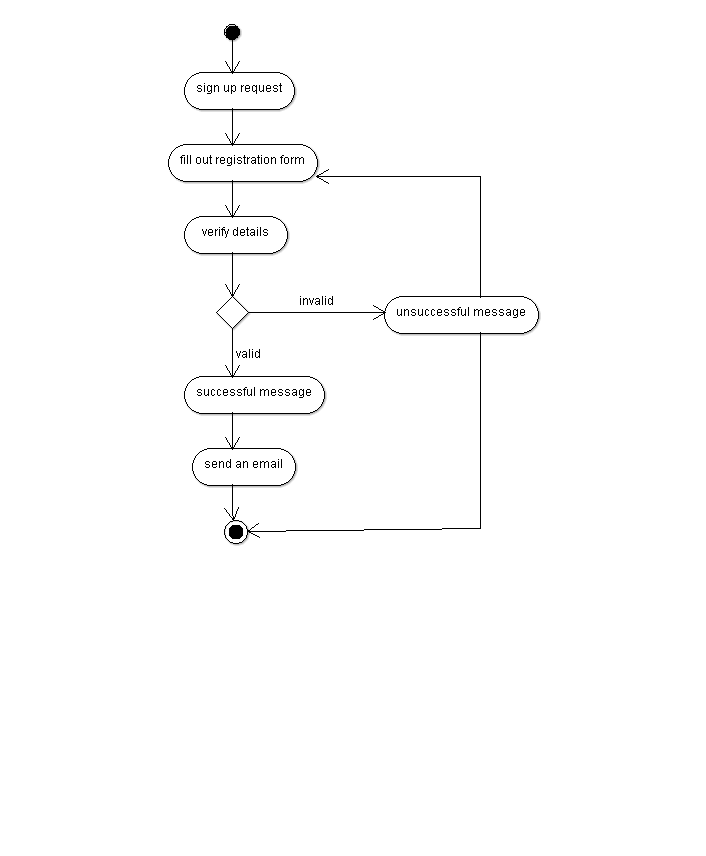 sign up request
fill out registration form
verify details
invalid
unsuccessful message
valid
successful message
send an email